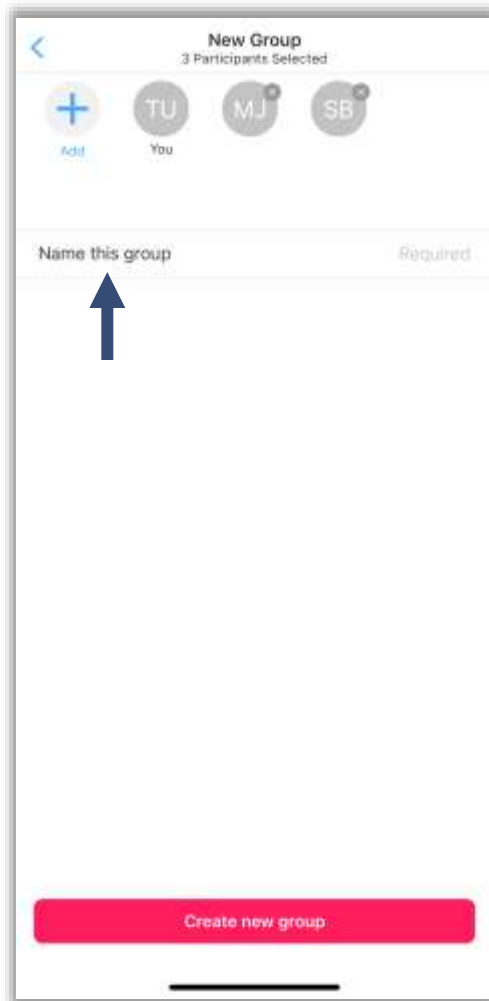 New Group
3 Participants Selected
TU MJ SB
Add You
Name this group Required
Create new group